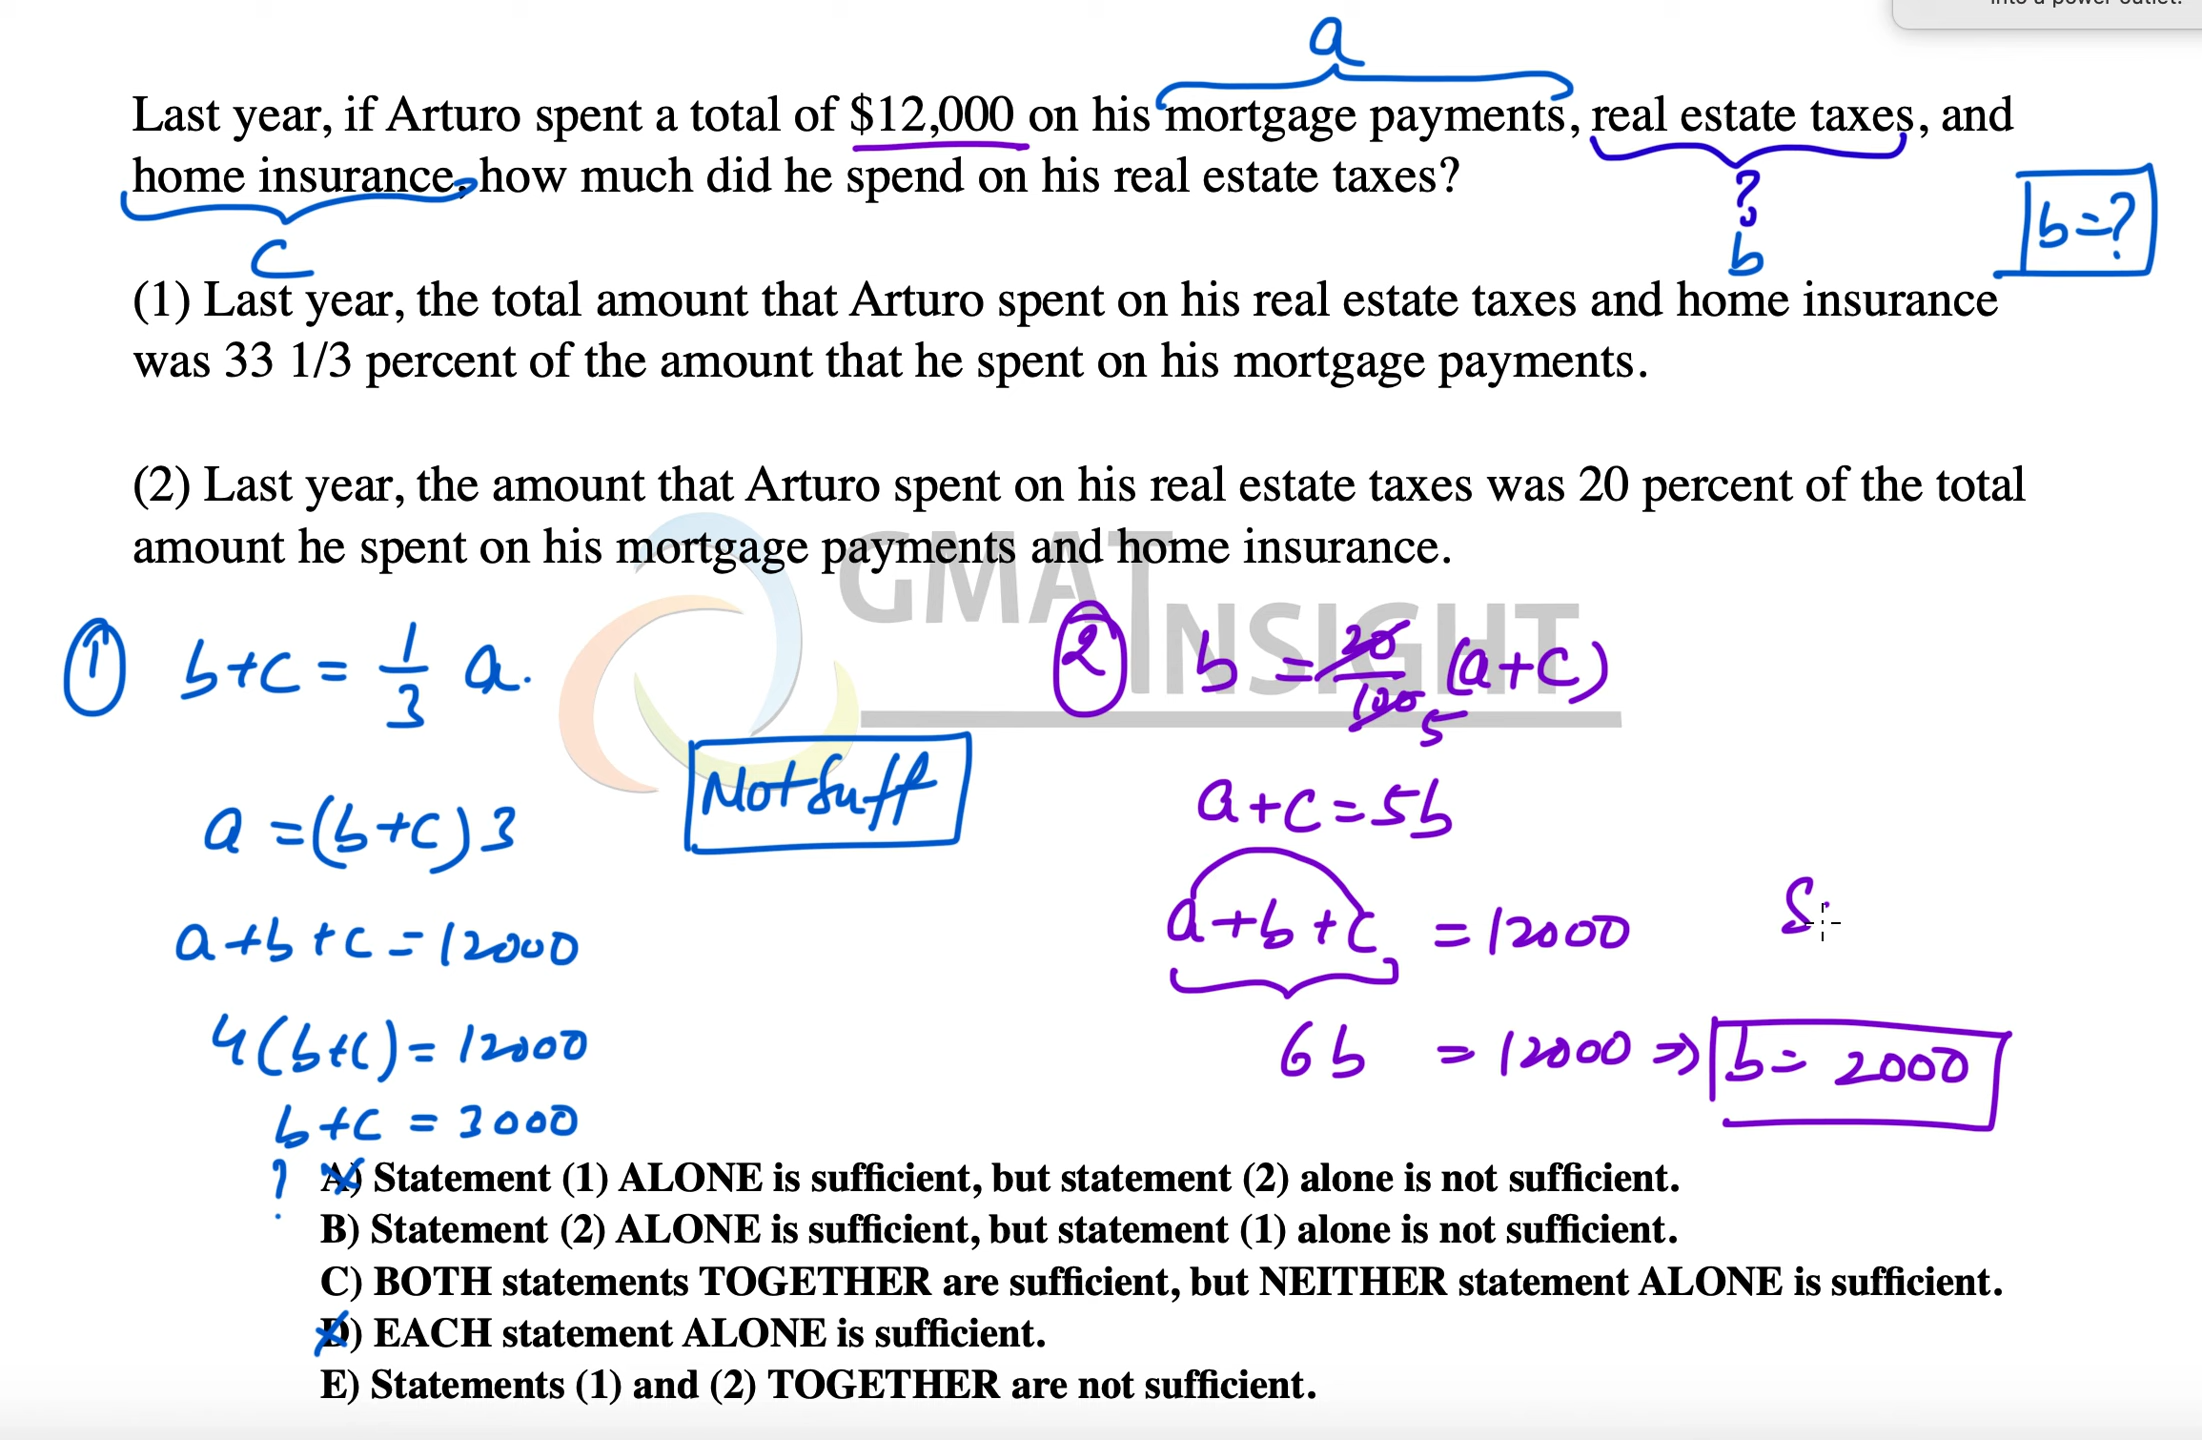 into a power outlet.
a
Last year, if Arturo spent a total of $12,000 on his mortgage payments, real estate taxes, and
home insurance, how much did he spend on his real estate taxes?
?
b=?
c
b
(1) Last year, the total amount that Arturo spent on his real estate taxes and home insurance
was 33 1/3 percent of the amount that he spent on his mortgage payments.
(2) Last year, the amount that Arturo spent on his real estate taxes was 20 percent of the total
amount he spent on his mortgage payments and home insurance.
GMAT INSIGHT
1 b+c = 1/3 a.
Not Suff
a = (b+c)3
a+b+c = 12000
4(b+c) = 12000
b+c = 3000
?
2 b = 20/100 5 (a+c)
a+c = 5b
a+b+c = 12000
S
6b = 12000 ⇒ b = 2000
A) Statement (1) ALONE is sufficient, but statement (2) alone is not sufficient.
B) Statement (2) ALONE is sufficient, but statement (1) alone is not sufficient.
C) BOTH statements TOGETHER are sufficient, but NEITHER statement ALONE is sufficient.
D) EACH statement ALONE is sufficient.
E) Statements (1) and (2) TOGETHER are not sufficient.